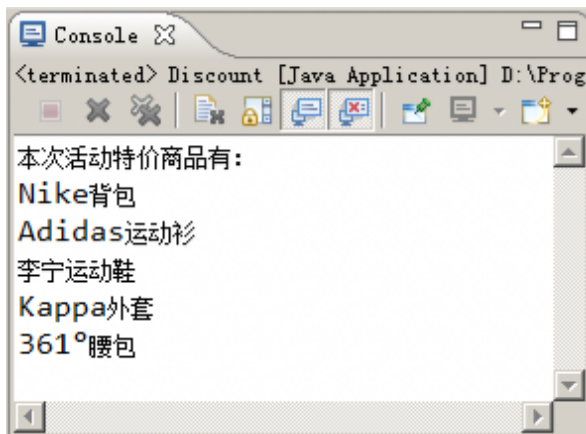 Console
<terminated> Discount [Java Application] D:\Prog
本次活动特价商品有:
Nike背包
Adidas运动衫
李宁运动鞋
Kappa外套
361°腰包